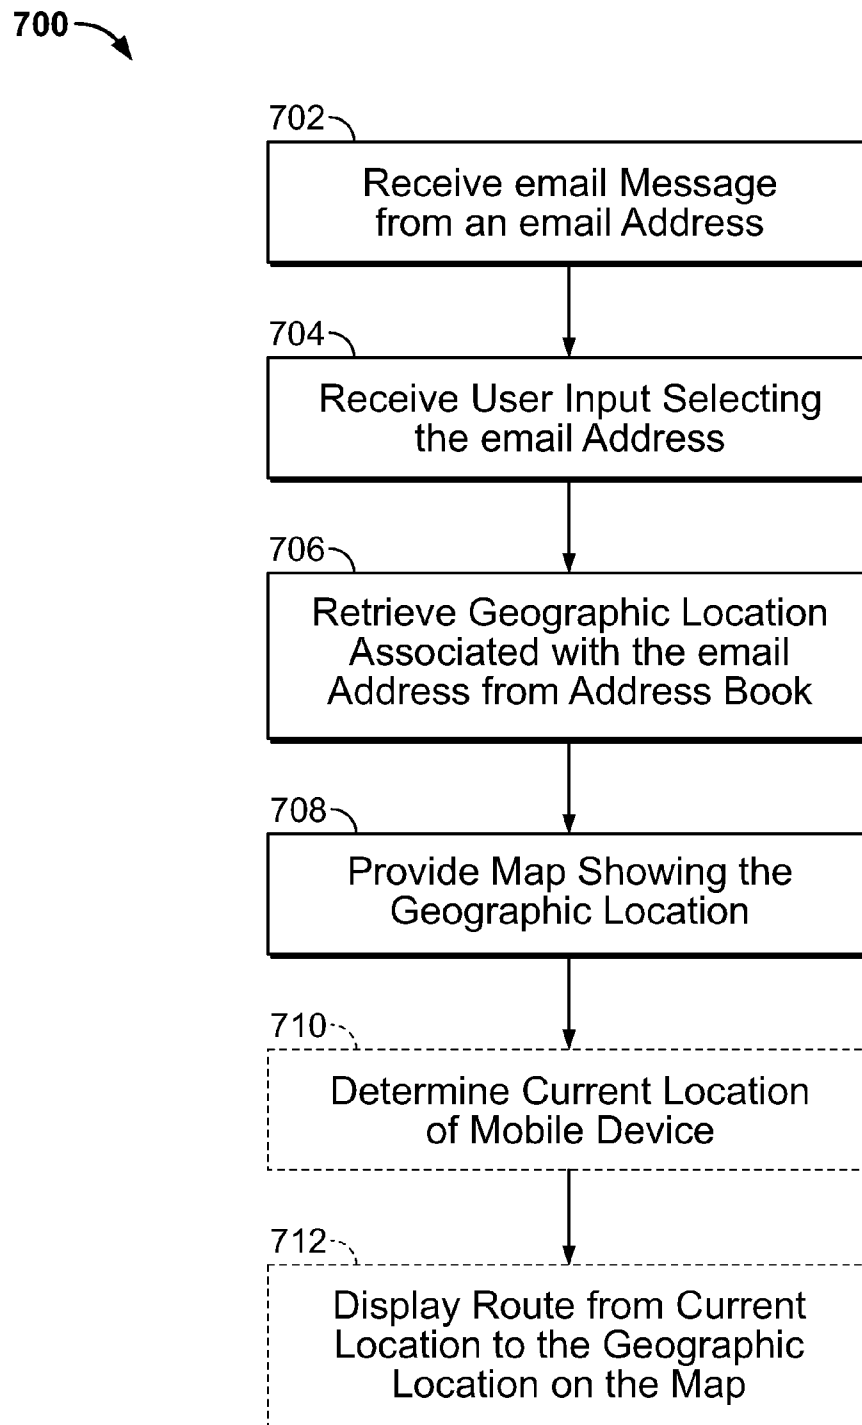 700
702
Receive email Message
from an email Address
704
Receive User Input Selecting
the email Address
706
Retrieve Geographic Location
Associated with the email
Address from Address Book
708
Provide Map Showing the
Geographic Location
710
Determine Current Location
of Mobile Device
712
Display Route from Current
Location to the Geographic
Location on the Map